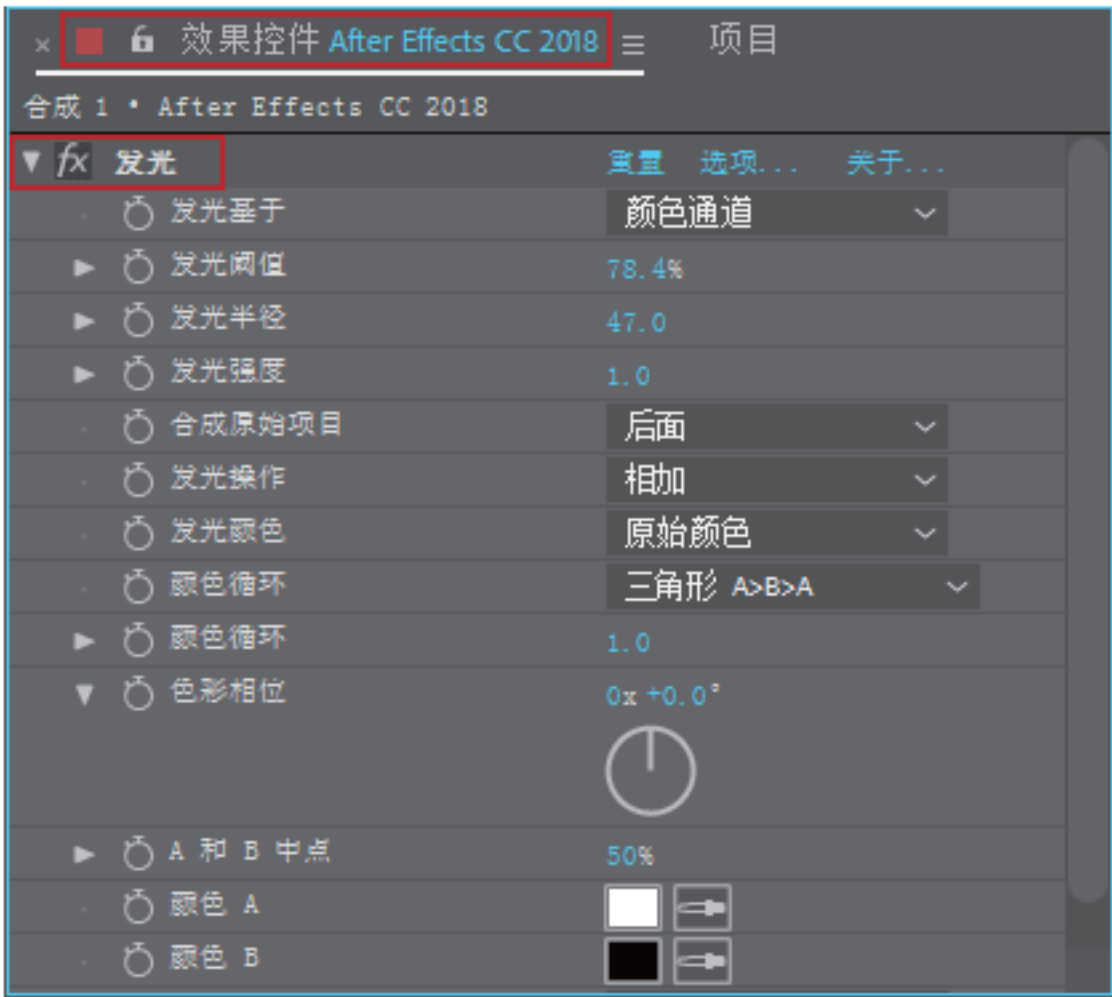 × 效果控件 After Effects CC 2018 ≡ 项目
合成 1 • After Effects CC 2018
fx 发光 重置 选项... 关于...
发光基于 颜色通道
发光阈值 78.4%
发光半径 47.0
发光强度 1.0
合成原始项目 后面
发光操作 相加
发光颜色 原始颜色
颜色循环 三角形 A>B>A
颜色循环 1.0
色彩相位 0x +0.0°
A 和 B 中点 50%
颜色 A
颜色 B